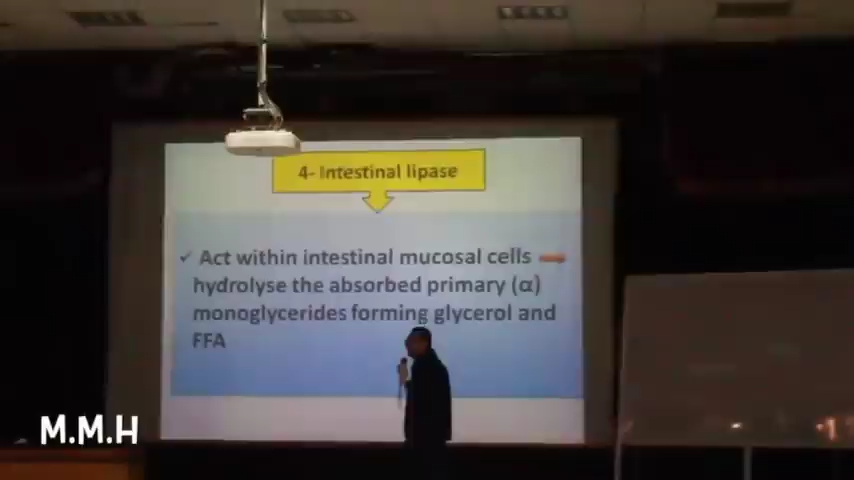 4- Intestinal lipase
✓ Act within intestinal mucosal cells
hydrolyse the absorbed primary (α)
monoglycerides forming glycerol and
FFA
M.M.H